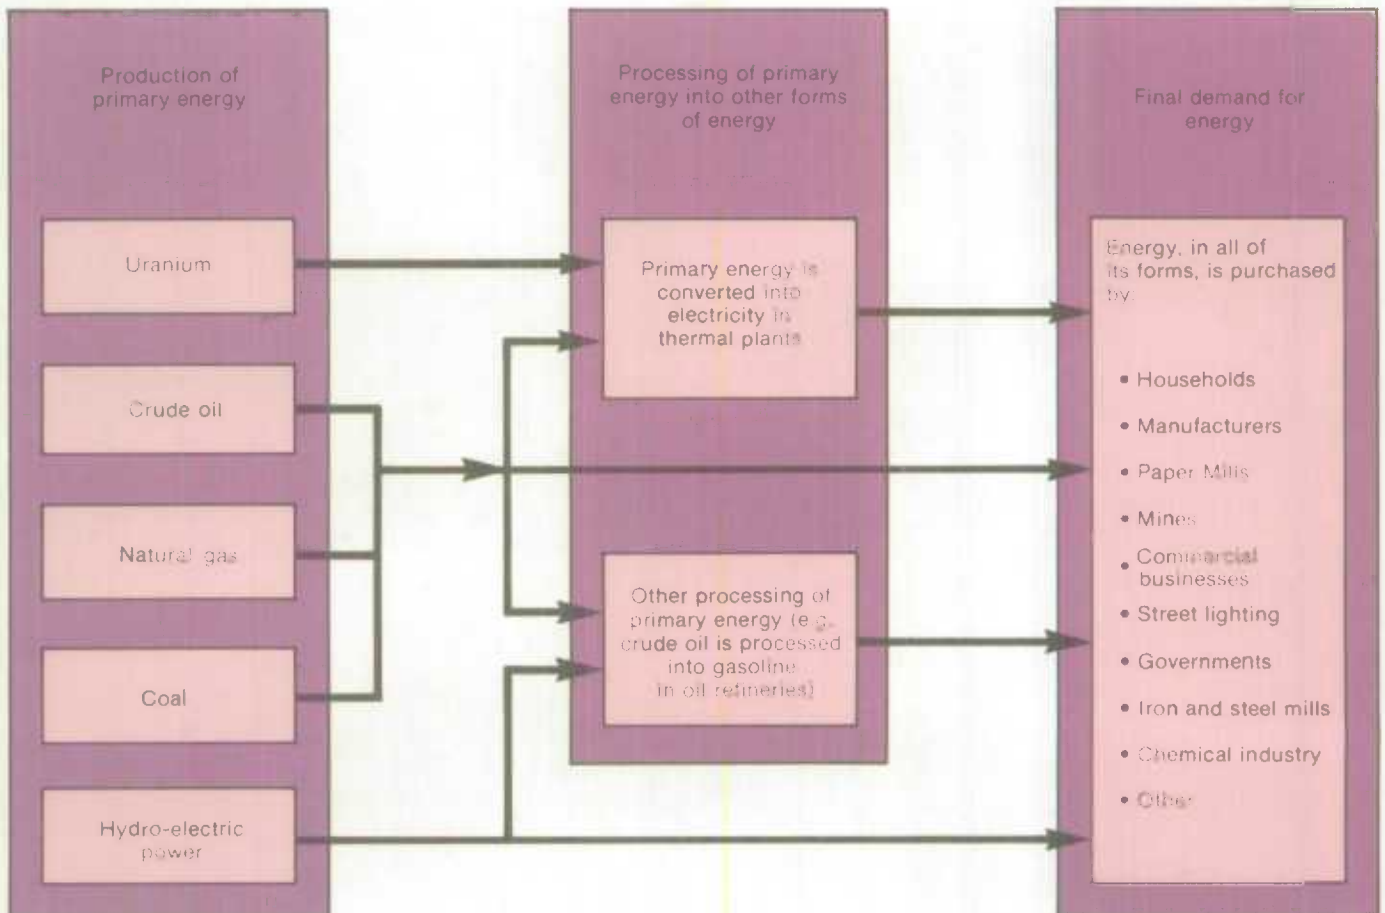 Production of
primary energy
Uranium
Crude oil
Natural gas
Coal
Hydro-electric
power
Processing of primary
energy into other forms
of energy
Primary energy is
converted into
electricity in
thermal plants
Other processing of
primary energy (e.g.
crude oil is processed
into gasoline
in oil refineries)
Final demand for
energy
Energy, in all of
its forms, is purchased
by:
• Households
• Manufacturers
• Paper Mills
• Mines
• Commercial
businesses
• Street lighting
• Governments
• Iron and steel mills
• Chemical industry
• Other